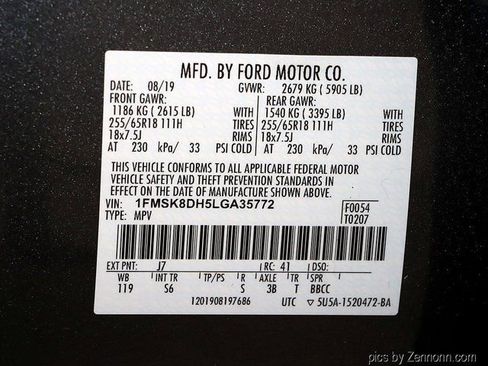 MFD. BY FORD MOTOR CO.
DATE: 08/19 GVWR: 2679 KG ( 5905 LB)
FRONT GAWR: REAR GAWR:
1186 KG ( 2615 LB) WITH 1540 KG ( 3395 LB) WITH
255/65R18 111H TIRES 255/65R18 111H TIRES
18x7.5J RIMS 18x7.5J RIMS
AT 230 kPa/ 33 PSI COLD AT 230 kPa/ 33 PSI COLD
THIS VEHICLE CONFORMS TO ALL APPLICABLE FEDERAL MOTOR
VEHICLE SAFETY AND THEFT PREVENTION STANDARDS IN
EFFECT ON THE DATE OF MANUFACTURE SHOWN ABOVE.
VIN: 1FMSK8DH5LGA35772 F0054
TYPE: MPV T0207
EXT PNT: J7 RC: 41 DSO:
WB INT TR TP/PS R AXLE TR SPR
119 S6 S 3B T BBCC
1201908197686 UTC 5U5A-1520472-BA
pics by Zennonn.com